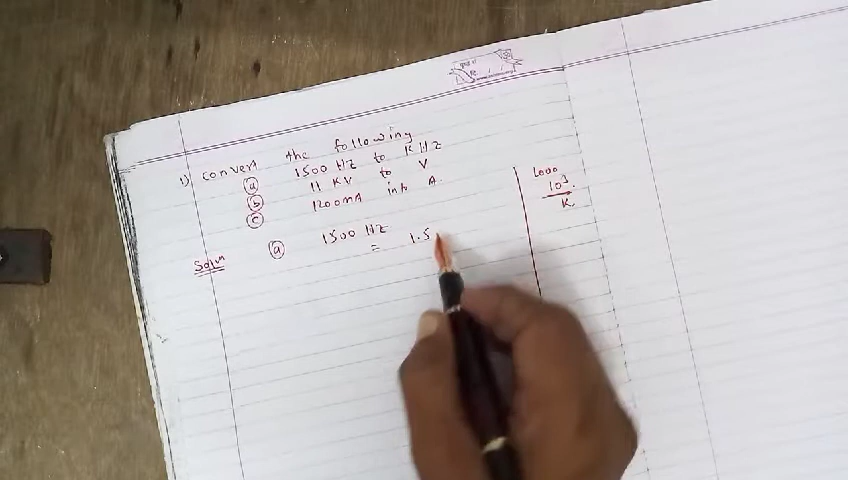 1) Convert the following
(a) 1500 HZ to KHZ
(b) 11 KV to V
(c) 1200mA into A.
1000
10³.
K
Solun
(a) 1500 HZ
= 1.5